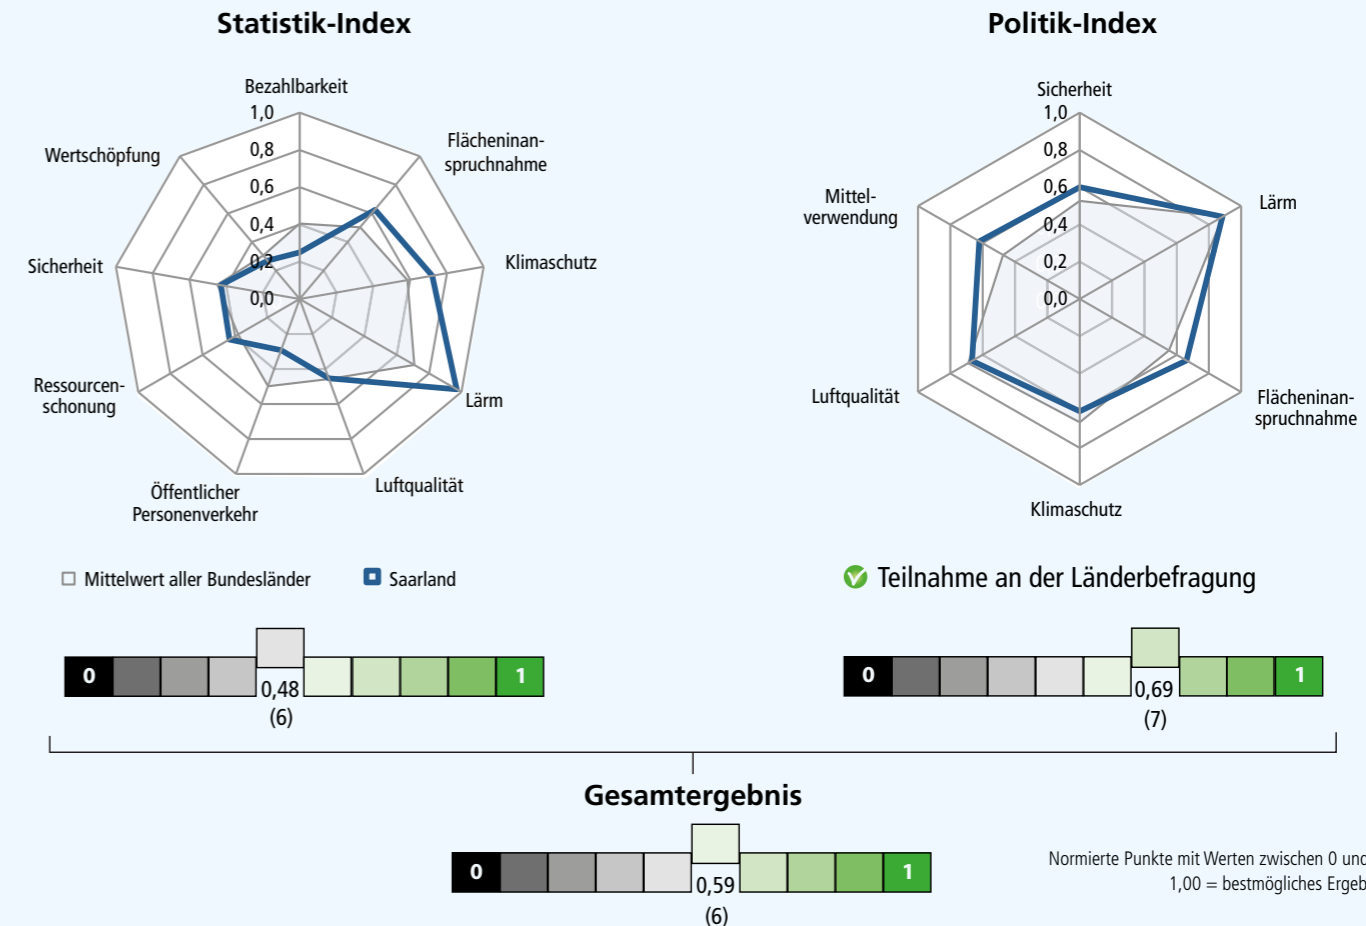 Statistik-Index
Bezahlbarkeit
1,0
0,8
0,6
0,4
0,2
0,0
Flächeninan-
spruchnahme
Klimaschutz
Lärm
Luftqualität
Öffentlicher
Personenverkehr
Ressourcen-
schonung
Sicherheit
Wertschöpfung
Mittelwert aller Bundesländer
Saarland
0
0,48
1
(6)
Politik-Index
Sicherheit
1,0
0,8
0,6
0,4
0,2
0,0
Lärm
Flächeninan-
spruchnahme
Klimaschutz
Luftqualität
Mittel-
verwendung
Teilnahme an der Länderbefragung
0
0,69
1
(7)
Gesamtergebnis
0
0,59
1
(6)
Normierte Punkte mit Werten zwischen 0 und
1,00 = bestmögliches Ergeb